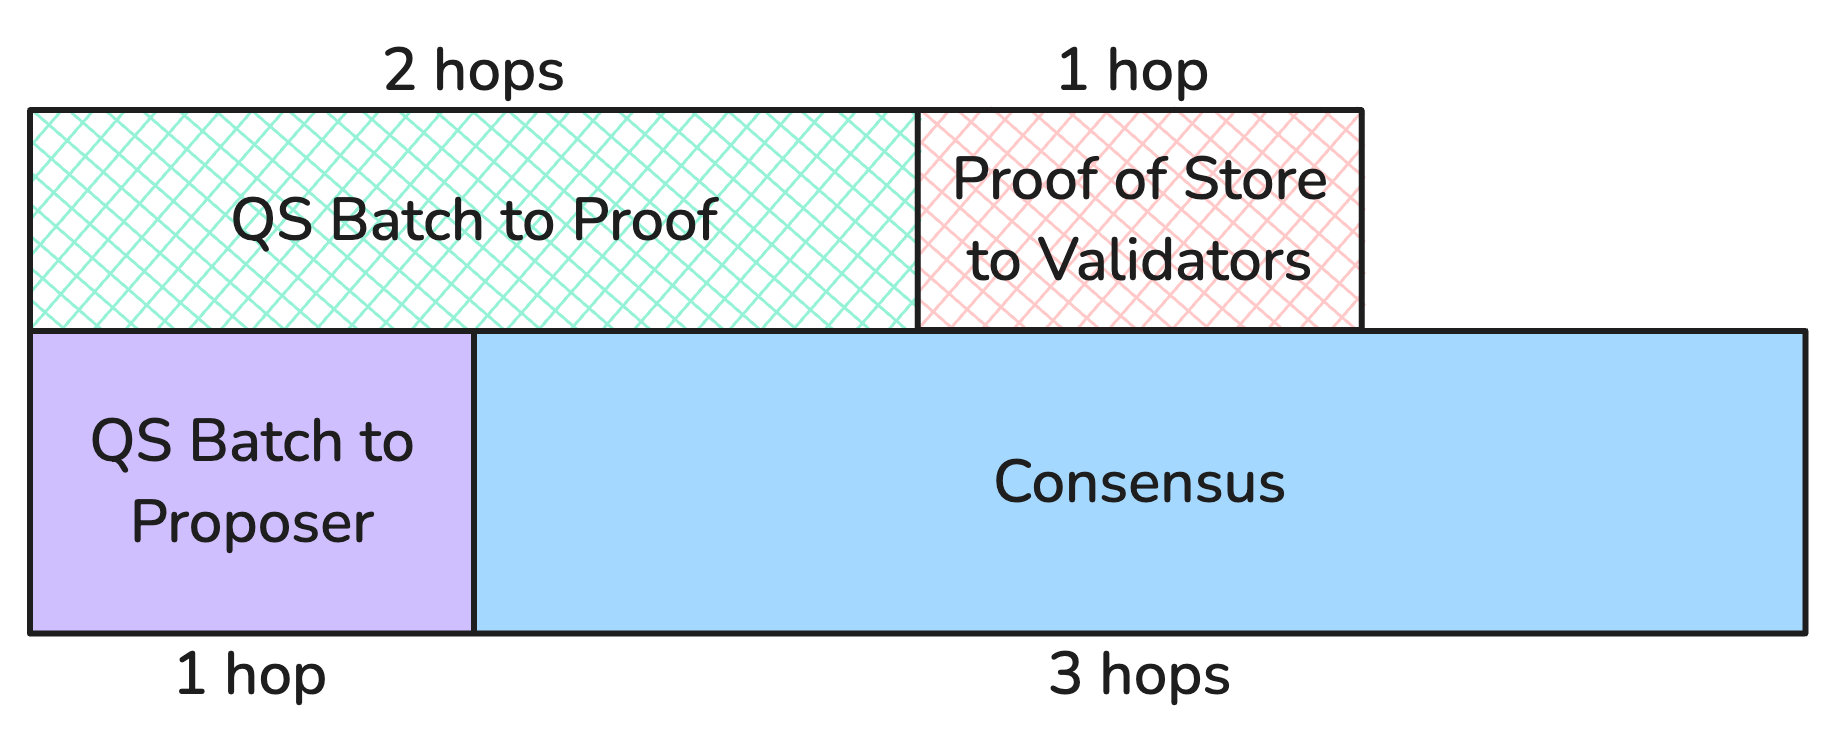 2 hops
1 hop
QS Batch to Proof
Proof of Store
to Validators
QS Batch to
Proposer
Consensus
1 hop
3 hops